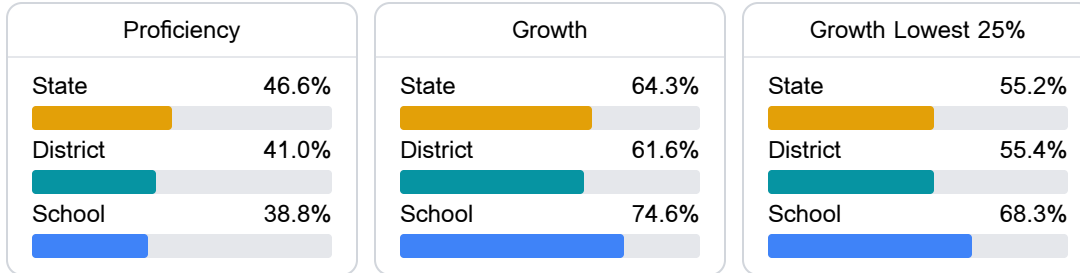 Proficiency
State 46.6%
District 41.0%
School 38.8%
Growth
State 64.3%
District 61.6%
School 74.6%
Growth Lowest 25%
State 55.2%
District 55.4%
School 68.3%